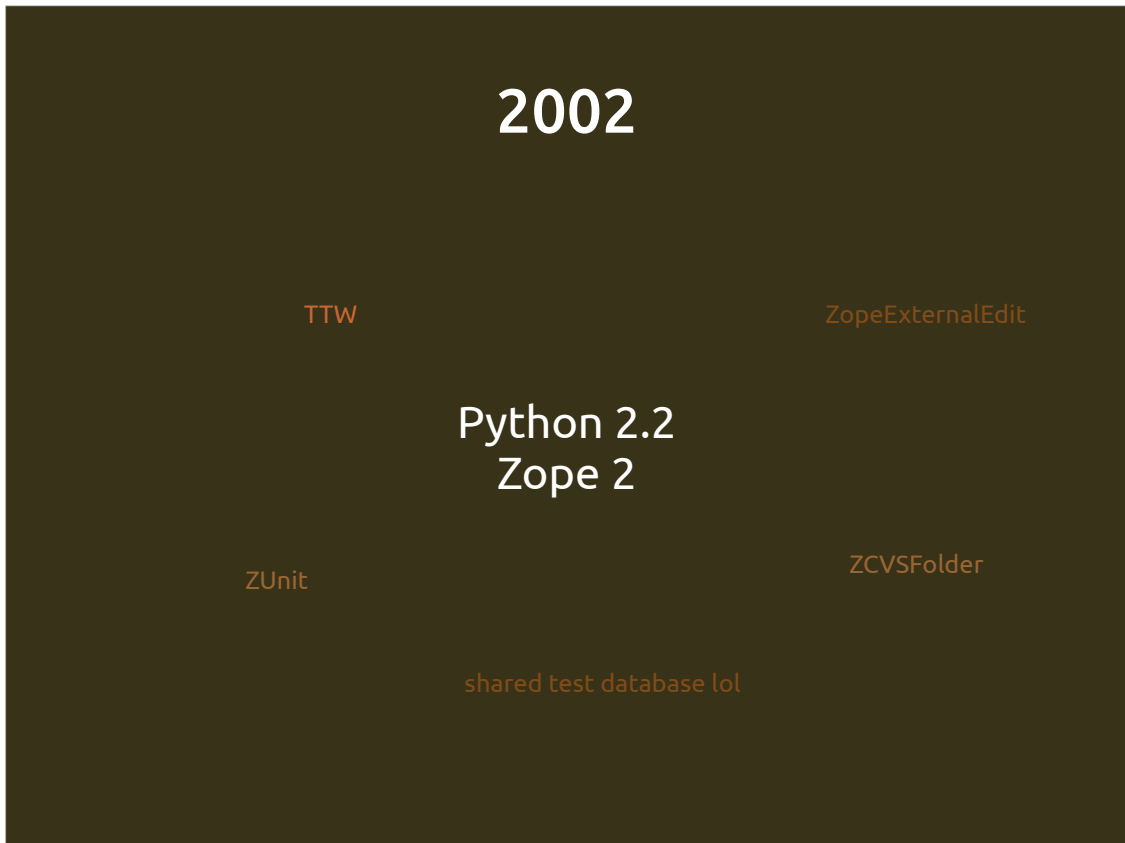 2002
TTW
ZopeExternalEdit
Python 2.2
Zope 2
ZCVSFolder
ZUnit
shared test database lol